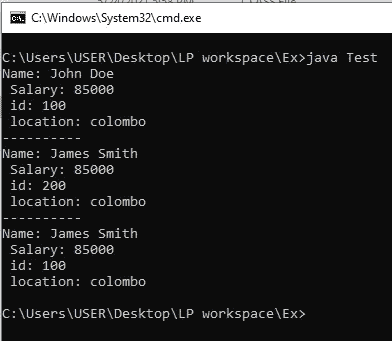 C:\Windows\System32\cmd.exe
C:\Users\USER\Desktop\LP workspace\Ex>java Test
Name: John Doe
Salary: 85000
id: 100
location: colombo
----------
Name: James Smith
Salary: 85000
id: 200
location: colombo
----------
Name: James Smith
Salary: 85000
id: 100
location: colombo
C:\Users\USER\Desktop\LP workspace\Ex>